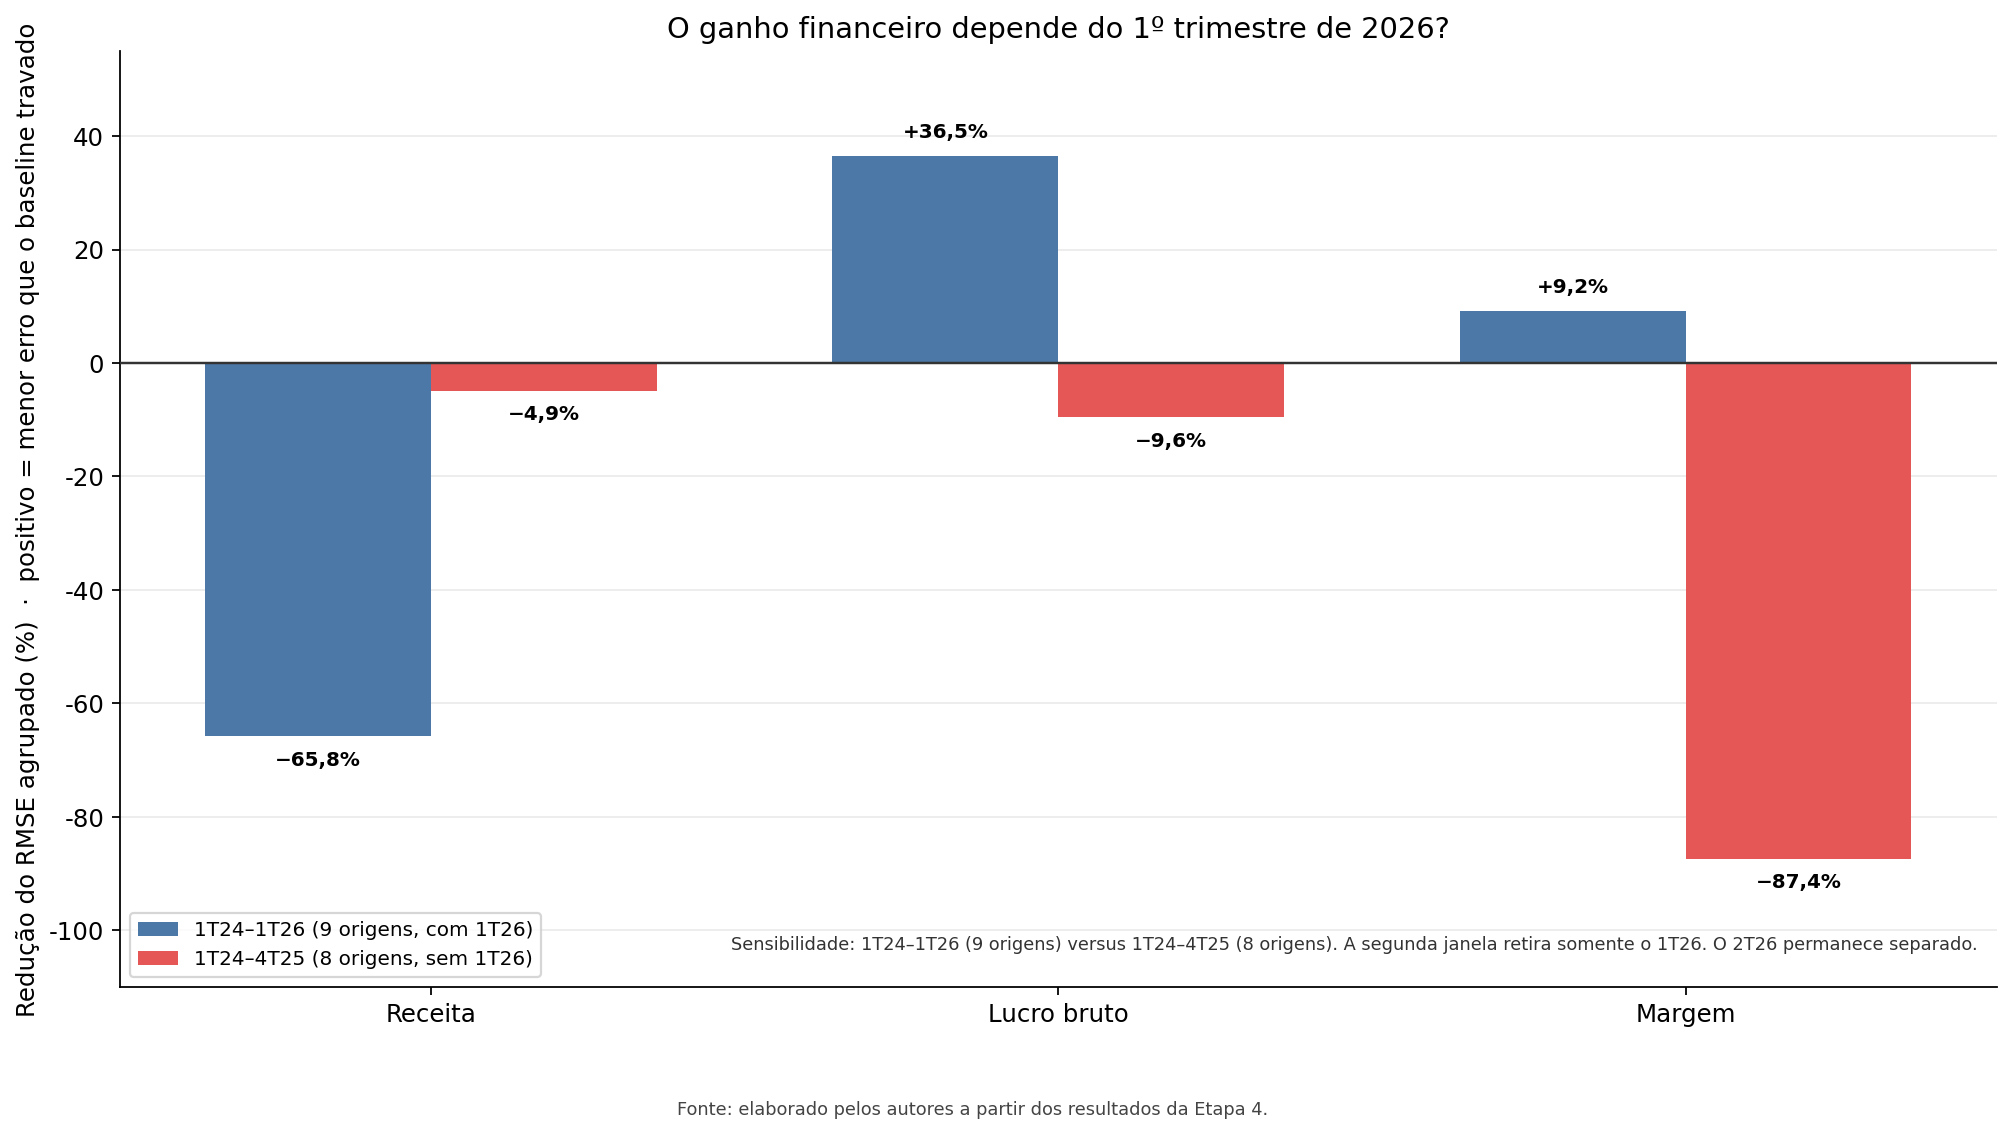 O ganho financeiro depende do 1º trimestre de 2026?
Redução do RMSE agrupado (%) · positivo = menor erro que o baseline travado
40
20
0
-20
-40
-60
-80
-100
−65,8%
−4,9%
+36,5%
−9,6%
+9,2%
−87,4%
1T24–1T26 (9 origens, com 1T26)
1T24–4T25 (8 origens, sem 1T26)
Sensibilidade: 1T24–1T26 (9 origens) versus 1T24–4T25 (8 origens). A segunda janela retira somente o 1T26. O 2T26 permanece separado.
Receita
Lucro bruto
Margem
Fonte: elaborado pelos autores a partir dos resultados da Etapa 4.